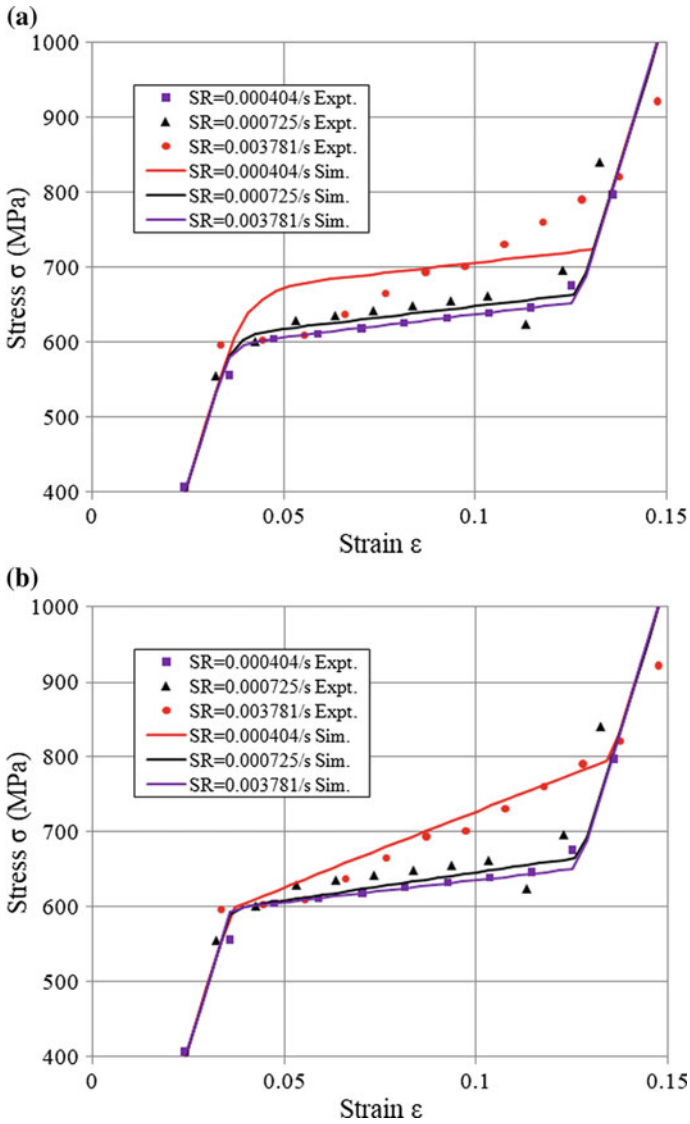 (a)
1000
900
800
700
600
500
400
Stress σ (MPa)
SR=0.000404/s Expt.
SR=0.000725/s Expt.
SR=0.003781/s Expt.
SR=0.000404/s Sim.
SR=0.000725/s Sim.
SR=0.003781/s Sim.
0
0.05
0.1
0.15
Strain ε
(b)
1000
900
800
700
600
500
400
Stress σ (MPa)
SR=0.000404/s Expt.
SR=0.000725/s Expt.
SR=0.003781/s Expt.
SR=0.000404/s Sim.
SR=0.000725/s Sim.
SR=0.003781/s Sim.
0
0.05
0.1
0.15
Strain ε